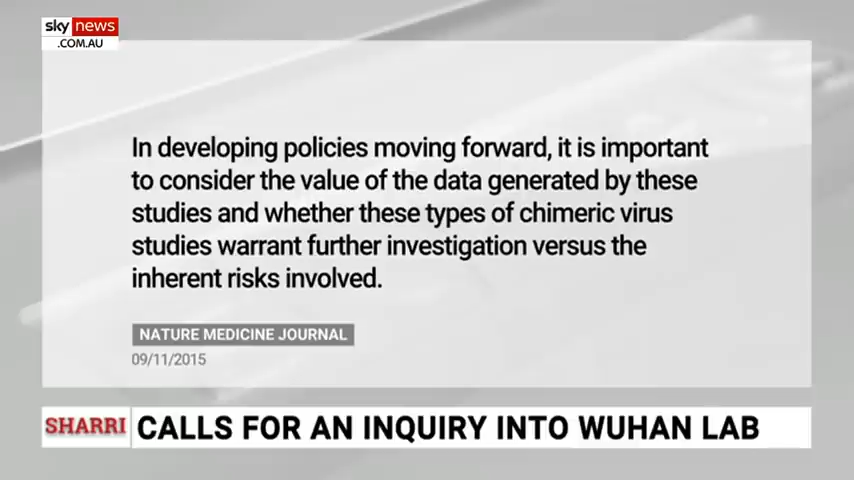 sky news
.COM.AU
In developing policies moving forward, it is important
to consider the value of the data generated by these
studies and whether these types of chimeric virus
studies warrant further investigation versus the
inherent risks involved.
NATURE MEDICINE JOURNAL
09/11/2015
SHARRI CALLS FOR AN INQUIRY INTO WUHAN LAB